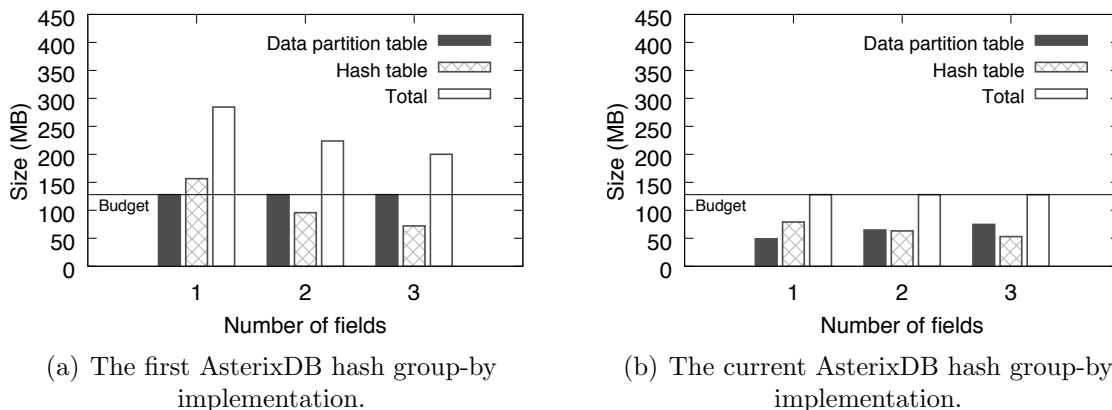 450
400
350
300
250
200
150
100
50
0
Size (MB)
Data partition table
Hash table
Total
Budget
1 2 3
Number of fields
(a) The first AsterixDB hash group-by
implementation.
450
400
350
300
250
200
150
100
50
0
Size (MB)
Data partition table
Hash table
Total
Budget
1 2 3
Number of fields
(b) The current AsterixDB hash group-by
implementation.